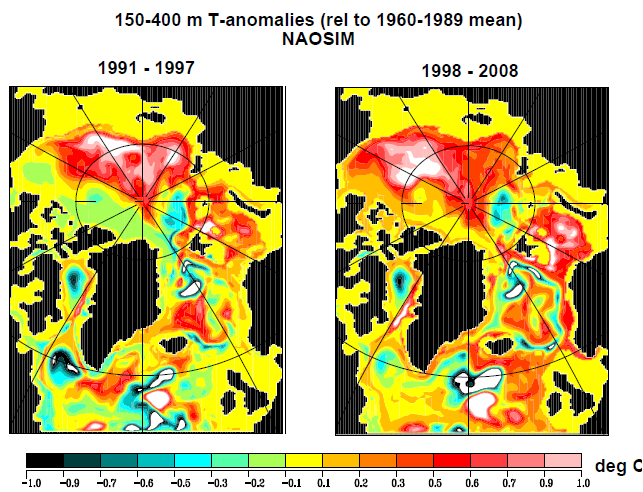 150-400 m T-anomalies (rel to 1960-1989 mean)
NAOSIM
1991 - 1997
1998 - 2008
-1.0 -0.9 -0.7 -0.6 -0.5 -0.2 -0.1 0.1 0.2 0.3 0.5 0.6 0.7 0.9 1.0
deg C